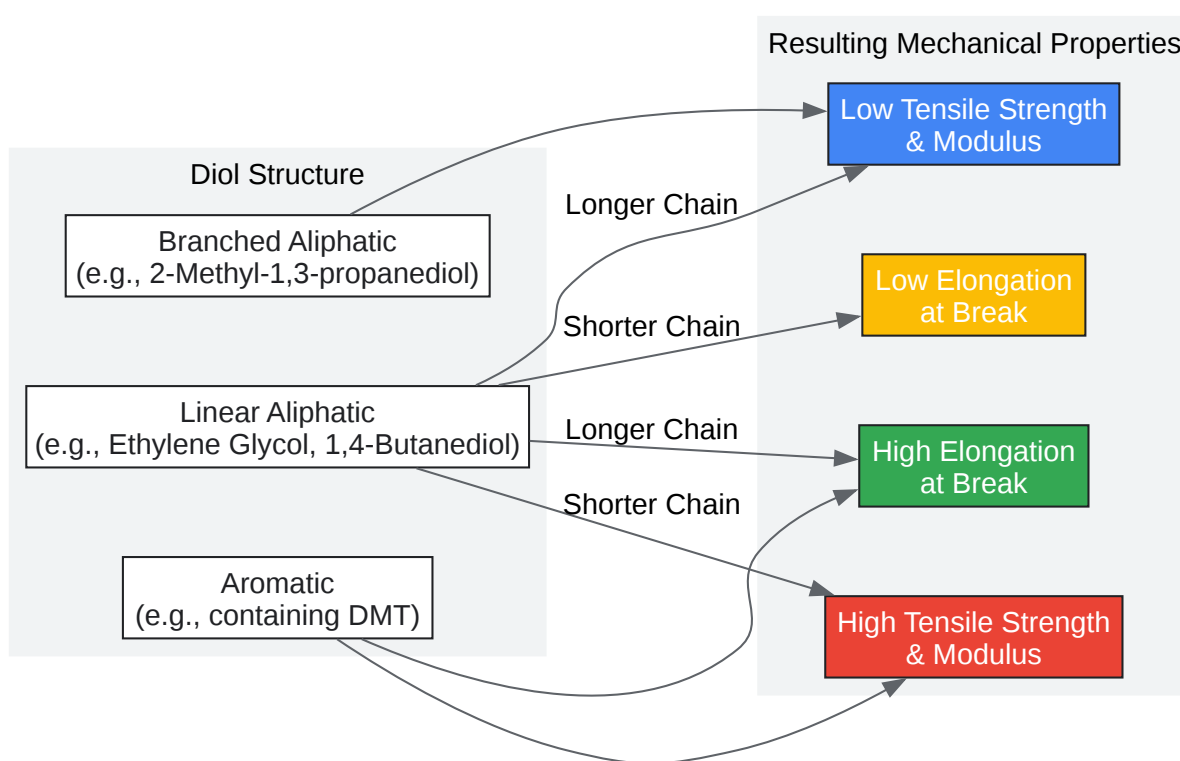 Resulting Mechanical Properties
Low Tensile Strength
& Modulus
Diol Structure
Longer Chain
Branched Aliphatic
(e.g., 2-Methyl-1,3-propanediol)
Low Elongation
at Break
Shorter Chain
Linear Aliphatic
(e.g., Ethylene Glycol, 1,4-Butanediol)
Longer Chain
High Elongation
at Break
Shorter Chain
Aromatic
(e.g., containing DMT)
High Tensile Strength
& Modulus